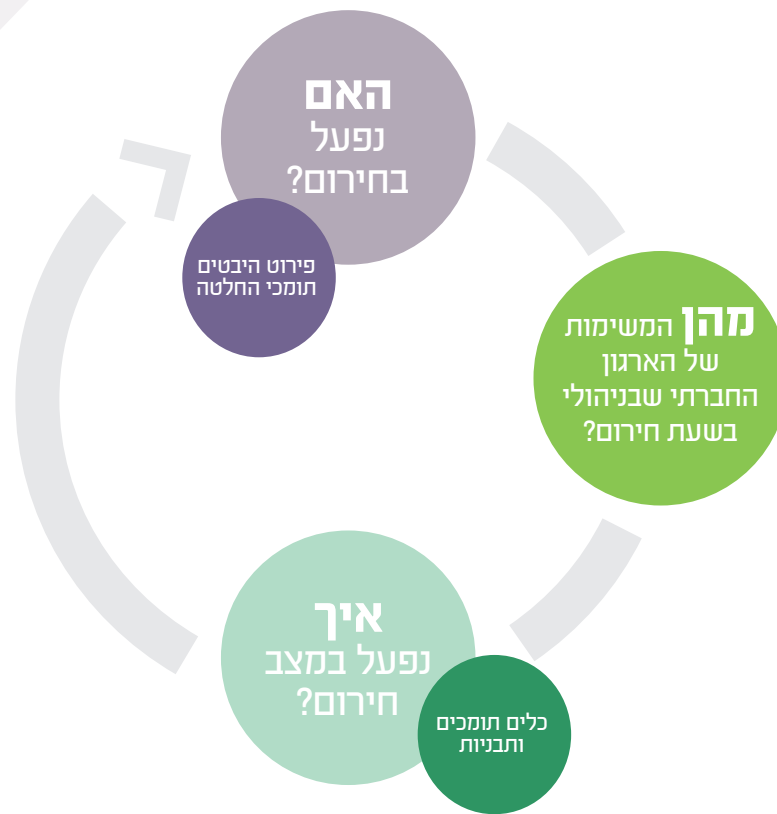 האם
נפעל
בחירום?
פירוט היבטים
תומכי החלטה
מהן המשימות
של הארגון
החברתי שבניהולי
בשעת חירום?
איך
נפעל במצב
חירום?
כלים תומכים
ותבניות